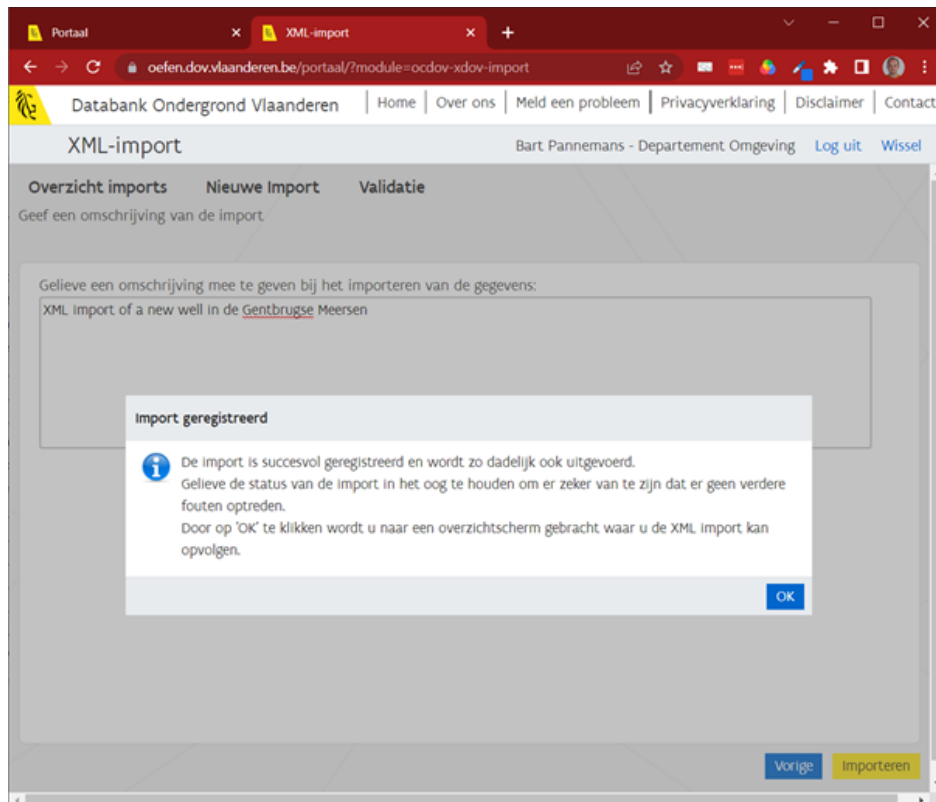 Portaal
XML-import
oefen.dov.vlaanderen.be/portaal/?module=ocdov-xdov-import
Databank Ondergrond Vlaanderen
Home
Over ons
Meld een probleem
Privacyverklaring
Disclaimer
Contact
XML-import
Bart Pannemans - Departement Omgeving
Log uit
Wissel
Overzicht imports
Nieuwe Import
Validatie
Geef een omschrijving van de import
Gelieve een omschrijving mee te geven bij het importeren van de gegevens:
XML import of a new well in de Gentbrugse Meersen
Import geregistreerd
De import is succesvol geregistreerd en wordt zo dadelijk ook uitgevoerd.
Gelieve de status van de import in het oog te houden om er zeker van te zijn dat er geen verdere
fouten optreden.
Door op 'OK' te klikken wordt u naar een overzichtscherm gebracht waar u de XML import kan
opvolgen.
OK
Vorige
Importeren